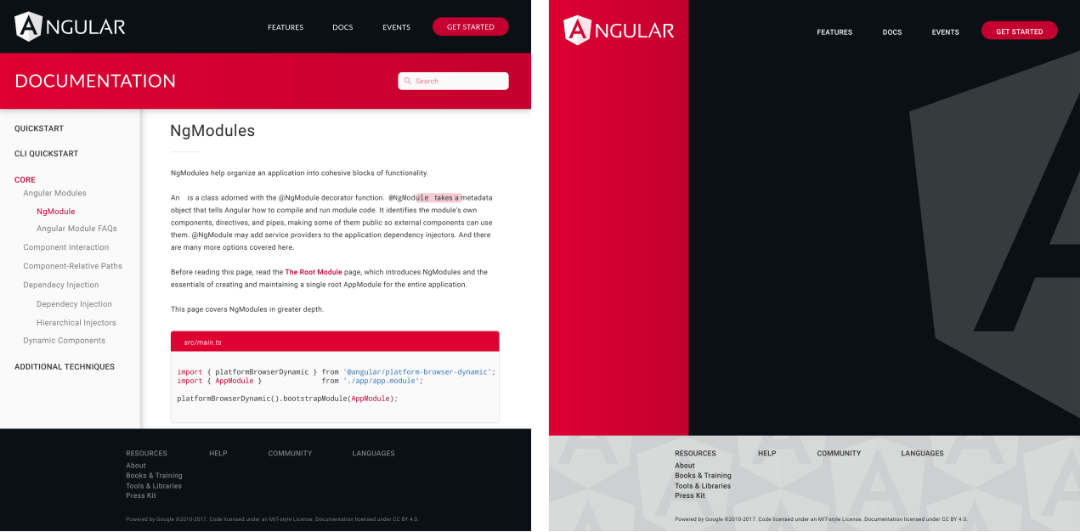 ANGULAR
FEATURES DOCS EVENTS GET STARTED
DOCUMENTATION
Search
QUICKSTART
CLI QUICKSTART
CORE
Angular Modules
NgModule
Angular Module FAQs
Component Interaction
Component-Relative Paths
Dependecy Injection
Dependecy Injection
Hierarchical Injectors
Dynamic Components
ADDITIONAL TECHNIQUES
NgModules
NgModules help organize an application into cohesive blocks of functionality.
An is a class adorned with the @NgModule decorator function. @NgModule takes a metadata
object that tells Angular how to compile and run module code. It identifies the module's own
components, directives, and pipes, making some of them public so external components can use
them. @NgModule may add service providers to the application dependency injectors. And there
are many more options covered here.
Before reading this page, read the The Root Module page, which introduces NgModules and the
essentials of creating and maintaining a single root AppModule for the entire application.
This page covers NgModules in greater depth.
src/main.ts
import { platformBrowserDynamic } from '@angular/platform-browser-dynamic';
import { AppModule } from './app/app.module';
platformBrowserDynamic().bootstrapModule(AppModule);
RESOURCES HELP COMMUNITY LANGUAGES
About
Books & Training
Tools & Libraries
Press Kit
Powered by Google ©2010-2017. Code licensed under an MIT-style License. Documentation licensed under CC BY 4.0.
ANGULAR
FEATURES DOCS EVENTS GET STARTED
RESOURCES HELP COMMUNITY LANGUAGES
About
Books & Training
Tools & Libraries
Press Kit
Powered by Google ©2010-2017. Code licensed under an MIT-style License. Documentation licensed under CC BY 4.0.